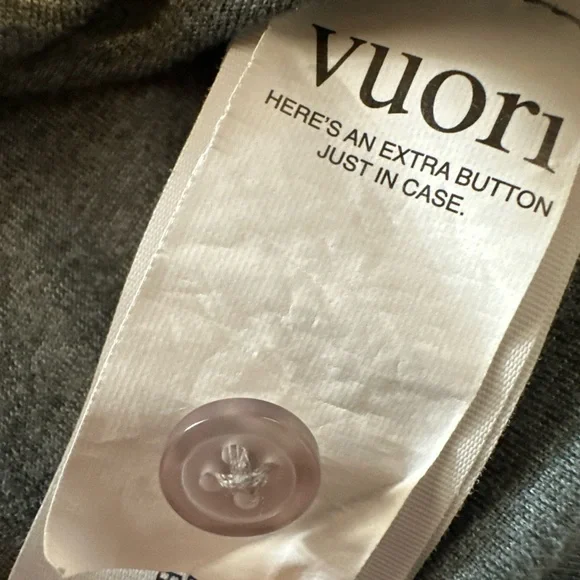 vuori
HERE'S AN EXTRA BUTTON
JUST IN CASE.